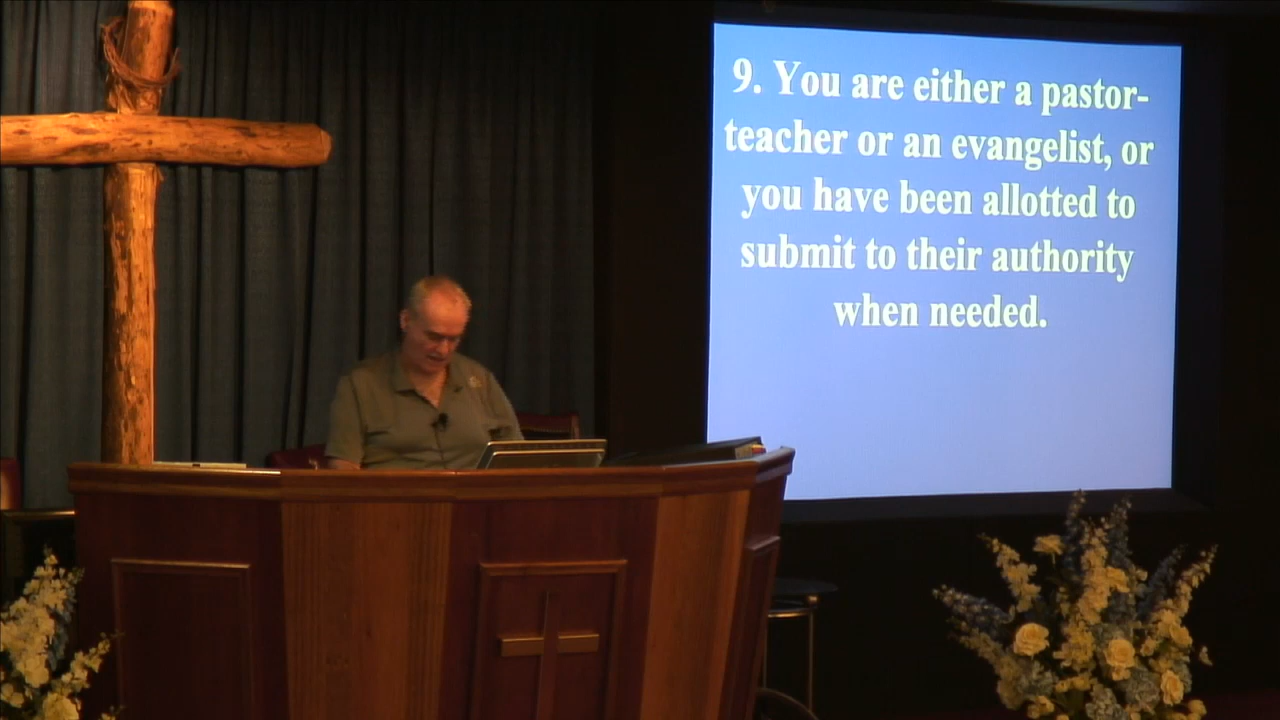 9. You are either a pastor-
teacher or an evangelist, or
you have been allotted to
submit to their authority
when needed.